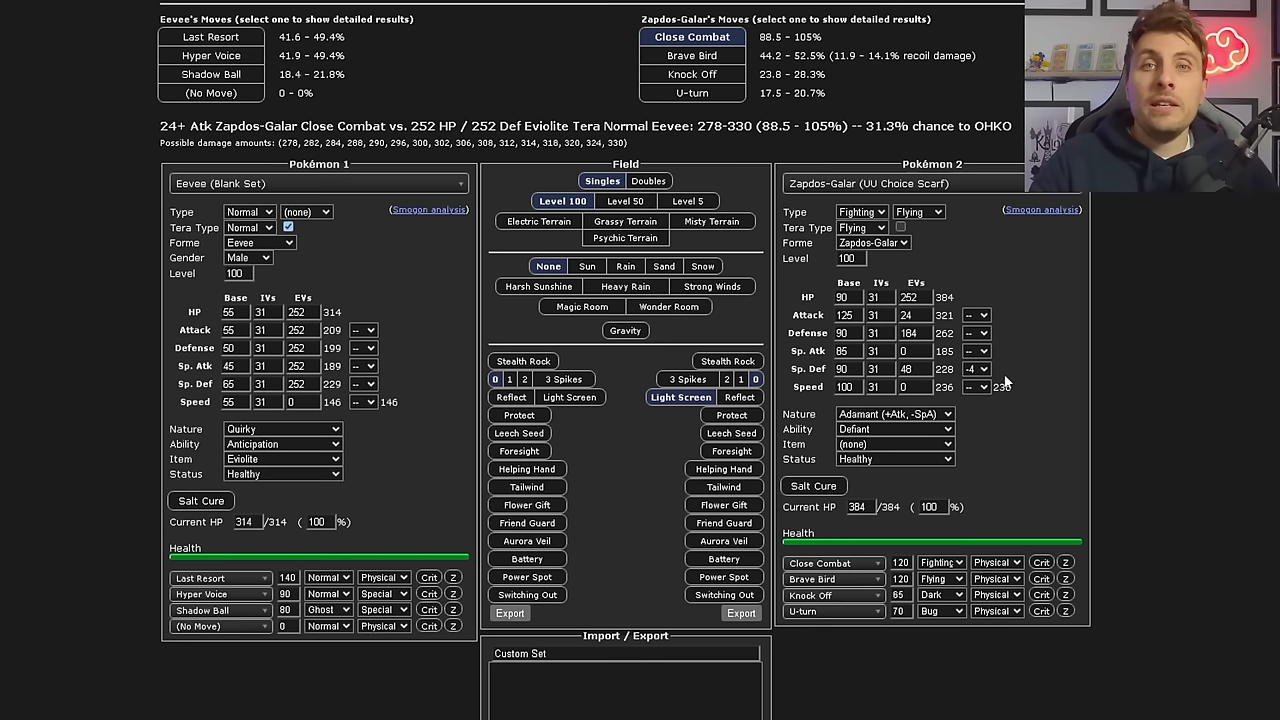 Eevee's Moves (select one to show detailed results)
Last Resort 41.6 - 49.4%
Hyper Voice 41.9 - 49.4%
Shadow Ball 18.4 - 21.8%
(No Move) 0 - 0%
Zapdos-Galar's Moves (select one to show detailed results)
Close Combat 88.5 - 105%
Brave Bird 44.2 - 52.5% (11.9 - 14.1% recoil damage)
Knock Off 23.8 - 28.3%
U-turn 17.5 - 20.7%
24+ Atk Zapdos-Galar Close Combat vs. 252 HP / 252 Def Eviolite Tera Normal Eevee: 278-330 (88.5 - 105%) -- 31.3% chance to OHKO
Possible damage amounts: (278, 282, 284, 288, 290, 296, 300, 302, 306, 308, 312, 314, 318, 320, 324, 330)
Pokémon 1
Eevee (Blank Set)
Type Normal (none) (Smogon analysis)
Tera Type Normal
Forme Eevee
Gender Male
Level 100
Base IVs EVs
HP 55 31 252 314
Attack 55 31 252 209 --
Defense 50 31 252 199 --
Sp. Atk 45 31 252 189 --
Sp. Def 65 31 252 229 --
Speed 55 31 0 146 -- 146
Nature Quirky
Ability Anticipation
Item Eviolite
Status Healthy
Salt Cure
Current HP 314 /314 ( 100 %)
Health
Last Resort 140 Normal Physical Crit Z
Hyper Voice 90 Normal Special Crit Z
Shadow Ball 80 Ghost Special Crit Z
(No Move) 0 Normal Physical Crit Z
Field
Singles Doubles
Level 100 Level 50 Level 5
Electric Terrain Grassy Terrain Misty Terrain
Psychic Terrain
None Sun Rain Sand Snow
Harsh Sunshine Heavy Rain Strong Winds
Magic Room Wonder Room
Gravity
Stealth Rock Stealth Rock
0 1 2 3 Spikes 3 Spikes 2 1 0
Reflect Light Screen Light Screen Reflect
Protect Protect
Leech Seed Leech Seed
Foresight Foresight
Helping Hand Helping Hand
Tailwind Tailwind
Flower Gift Flower Gift
Friend Guard Friend Guard
Aurora Veil Aurora Veil
Battery Battery
Power Spot Power Spot
Switching Out Switching Out
Export Export
Import / Export
Custom Set
Pokémon 2
Zapdos-Galar (UU Choice Scarf)
Type Fighting Flying (Smogon analysis)
Tera Type Flying
Forme Zapdos-Galar
Level 100
Base IVs EVs
HP 90 31 252 384
Attack 125 31 24 321 --
Defense 90 31 184 262 --
Sp. Atk 85 31 0 185 --
Sp. Def 90 31 48 228 -4
Speed 100 31 0 236 --
Nature Adamant (+Atk, -SpA)
Ability Defiant
Item (none)
Status Healthy
Salt Cure
Current HP 384 /384 ( 100 %)
Health
Close Combat 120 Fighting Physical Crit Z
Brave Bird 120 Flying Physical Crit Z
Knock Off 65 Dark Physical Crit Z
U-turn 70 Bug Physical Crit Z